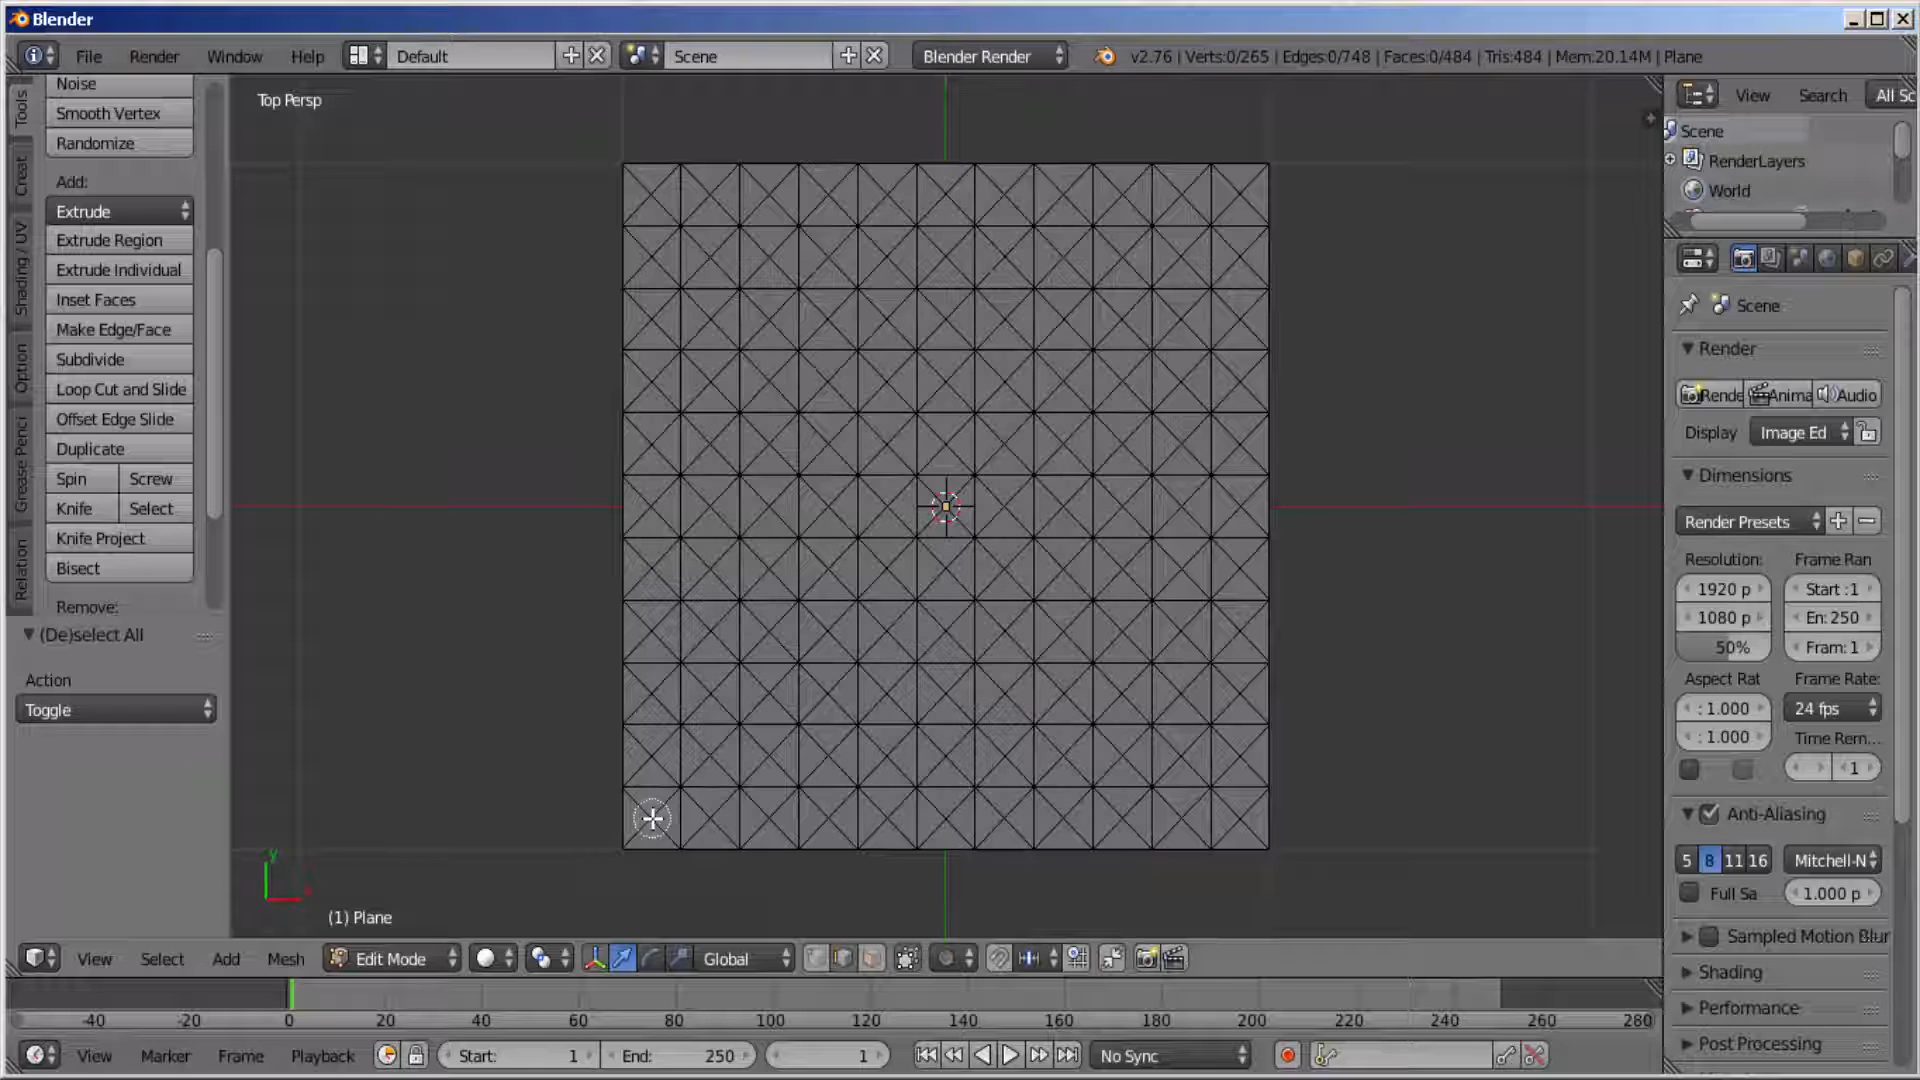 Blender
File Render Window Help Default Scene Blender Render v2.76 | Verts:0/265 | Edges:0/748 | Faces:0/484 | Tris:484 | Mem:20.14M | Plane
Tools
Creat
Shading / UV
Option
Grease Penci
Relation
Noise
Smooth Vertex
Randomize
Add:
Extrude
Extrude Region
Extrude Individual
Inset Faces
Make Edge/Face
Subdivide
Loop Cut and Slide
Offset Edge Slide
Duplicate
Spin Screw
Knife Select
Knife Project
Bisect
Remove:
(De)select All
Action
Toggle
Top Persp
y
(1) Plane
View Search All Sc
Scene
RenderLayers
World
Scene
Render
Rende Anima Audio
Display Image Ed
Dimensions
Render Presets
Resolution: Frame Ran
1920 p Start :1
1080 p En: 250
50% Fram: 1
Aspect Rat Frame Rate:
: 1.000 24 fps
: 1.000 Time Rem...
1
Anti-Aliasing
5 8 11 16 Mitchell-N
Full Sa 1.000 p
Sampled Motion Blur
Shading
Performance
Post Processing
View Select Add Mesh Edit Mode Global
-40 -20 0 20 40 60 80 100 120 140 160 180 200 220 240 260 280
View Marker Frame Playback Start: 1 End: 250 1 No Sync